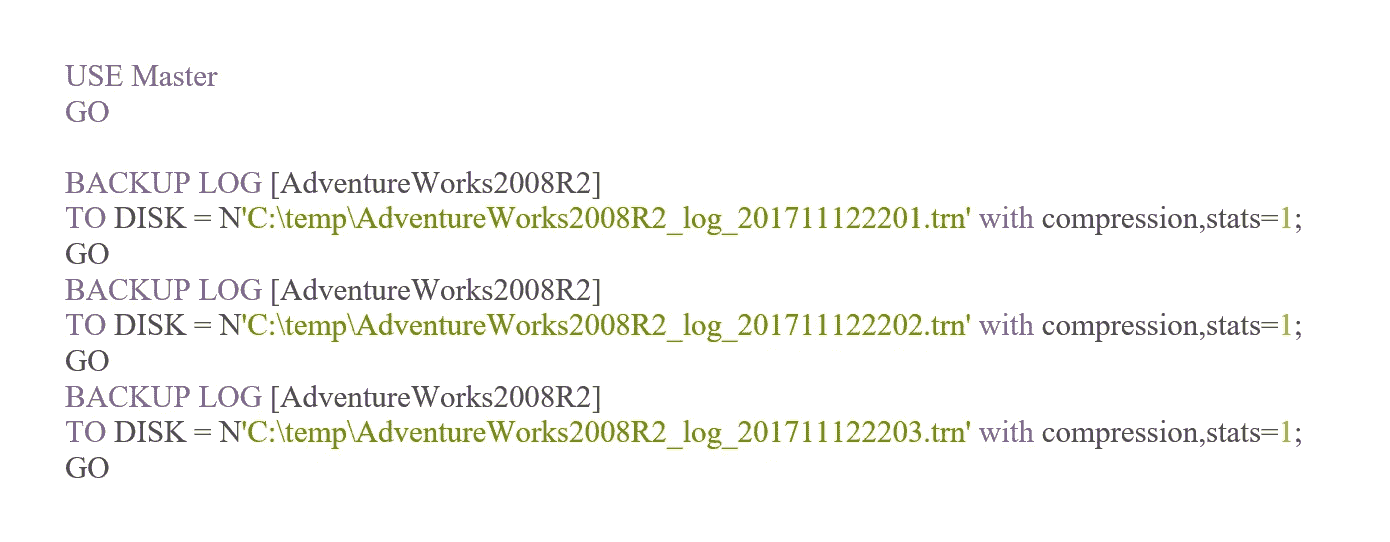 USE Master
GO
BACKUP LOG [AdventureWorks2008R2]
TO DISK = N'C:\temp\AdventureWorks2008R2_log_201711122201.trn' with compression,stats=1;
GO
BACKUP LOG [AdventureWorks2008R2]
TO DISK = N'C:\temp\AdventureWorks2008R2_log_201711122202.trn' with compression,stats=1;
GO
BACKUP LOG [AdventureWorks2008R2]
TO DISK = N'C:\temp\AdventureWorks2008R2_log_201711122203.trn' with compression,stats=1;
GO